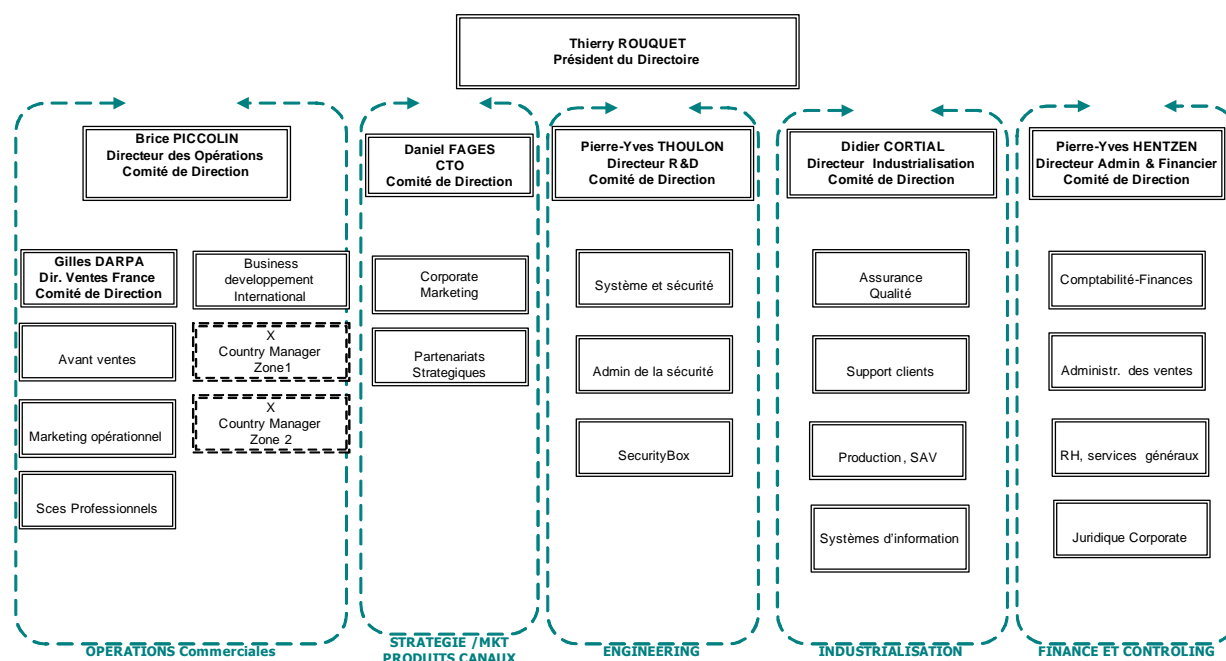 Thierry ROUQUET
Président du Directoire
Brice PICCOLIN
Directeur des Opérations
Comité de Direction
Daniel FAGES
CTO
Comité de Direction
Pierre-Yves THOULON
Directeur R&D
Comité de Direction
Didier CORTIAL
Directeur Industrialisation
Comité de Direction
Pierre-Yves HENTZEN
Directeur Admin & Financier
Comité de Direction
Gilles DARPA
Dir. Ventes France
Comité de Direction
Avant ventes
Marketing opérationnel
Sces Professionnels
Business
developpement
International
X
Country Manager
Zone1
X
Country Manager
Zone 2
Corporate
Marketing
Partenariats
Strategiques
Système et sécurité
Admin de la sécurité
SecurityBox
Assurance
Qualité
Support clients
Production, SAV
Systèmes d'information
Comptabilité-Finances
Administr. des ventes
RH, services généraux
Juridique Corporate
OPERATIONS Commerciales
STRATEGIE /MKT
PRODUITS CANAUX
ENGINEERING
INDUSTRIALISATION
FINANCE ET CONTROLING